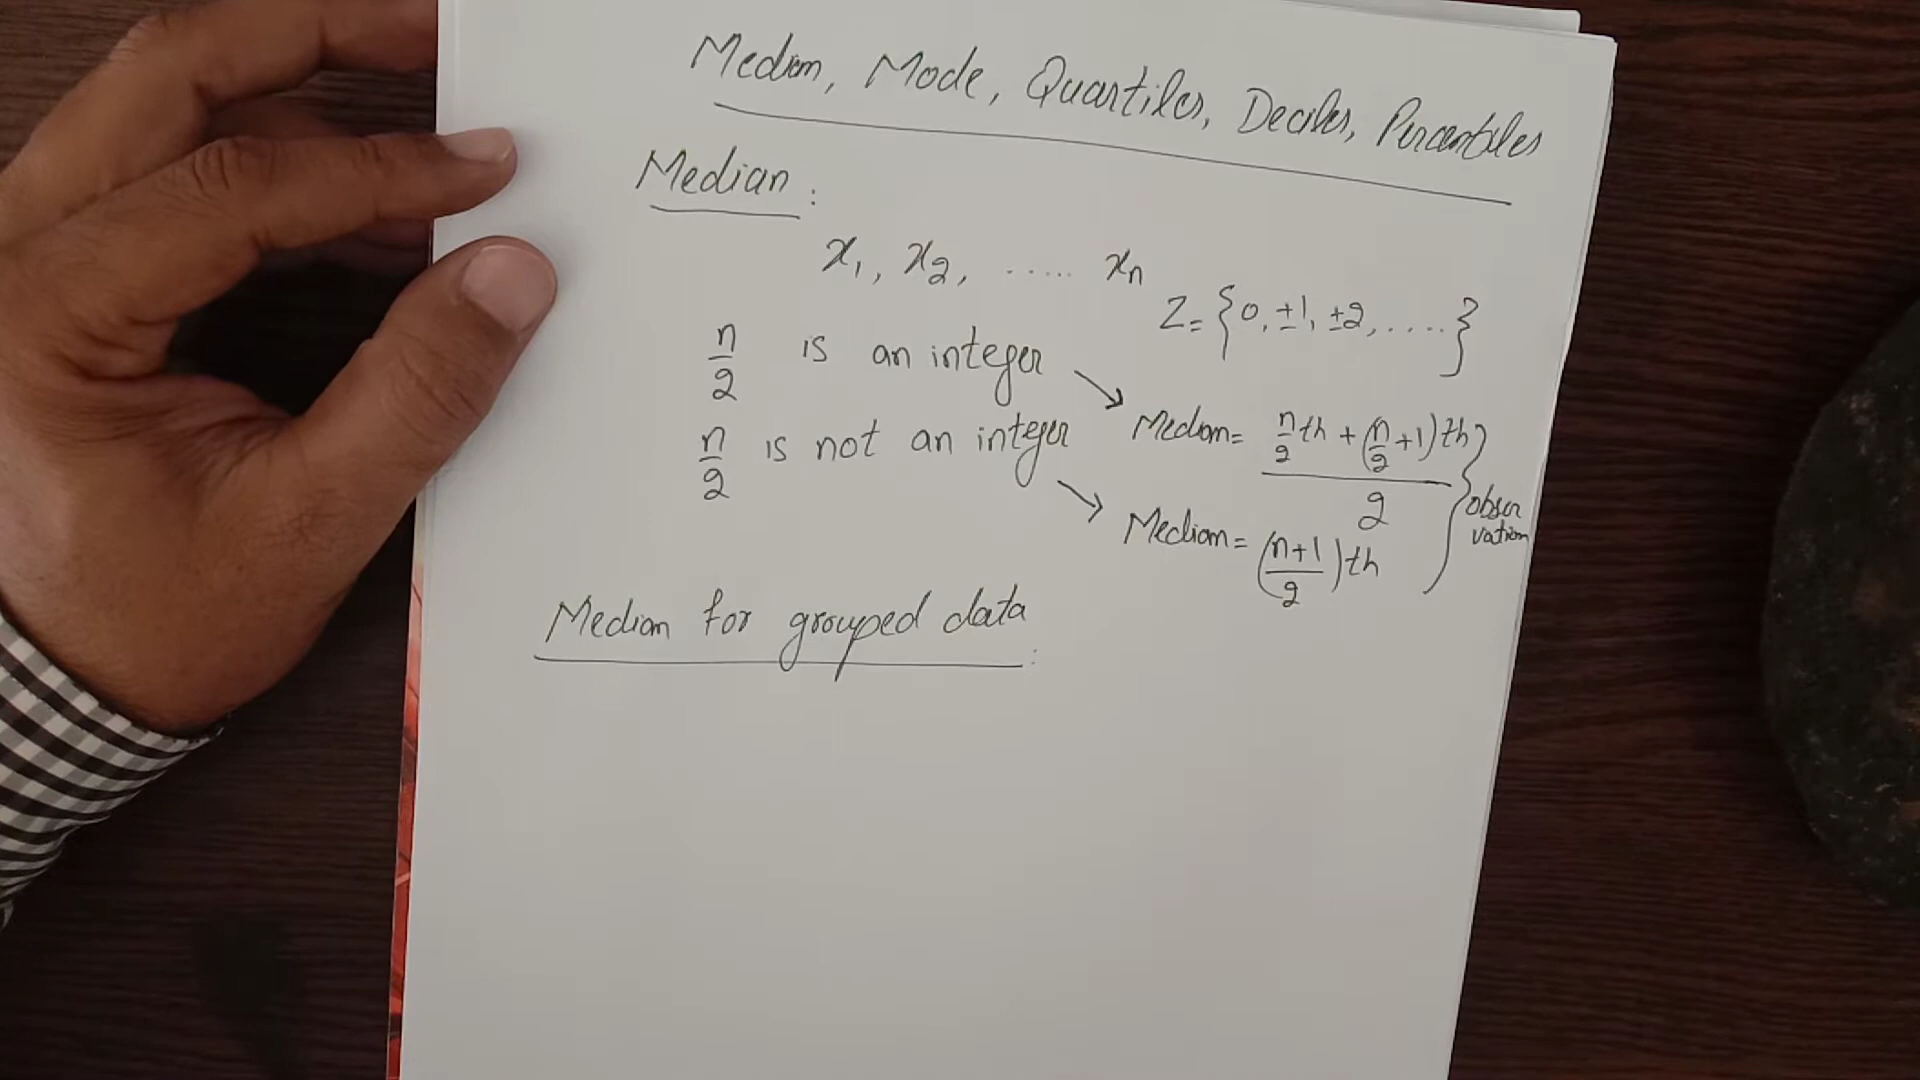 Median, Mode, Quartiles, Deciles, Percentiles
Median :
x₁, x₂, ..... xₙ
Z = {0, ±1, ±2, .....}
n/2 is an integer → Median = (n/2 th + (n/2 + 1) th) / 2
n/2 is not an integer → Median = ((n+1)/2) th
} observation
Median for grouped data :